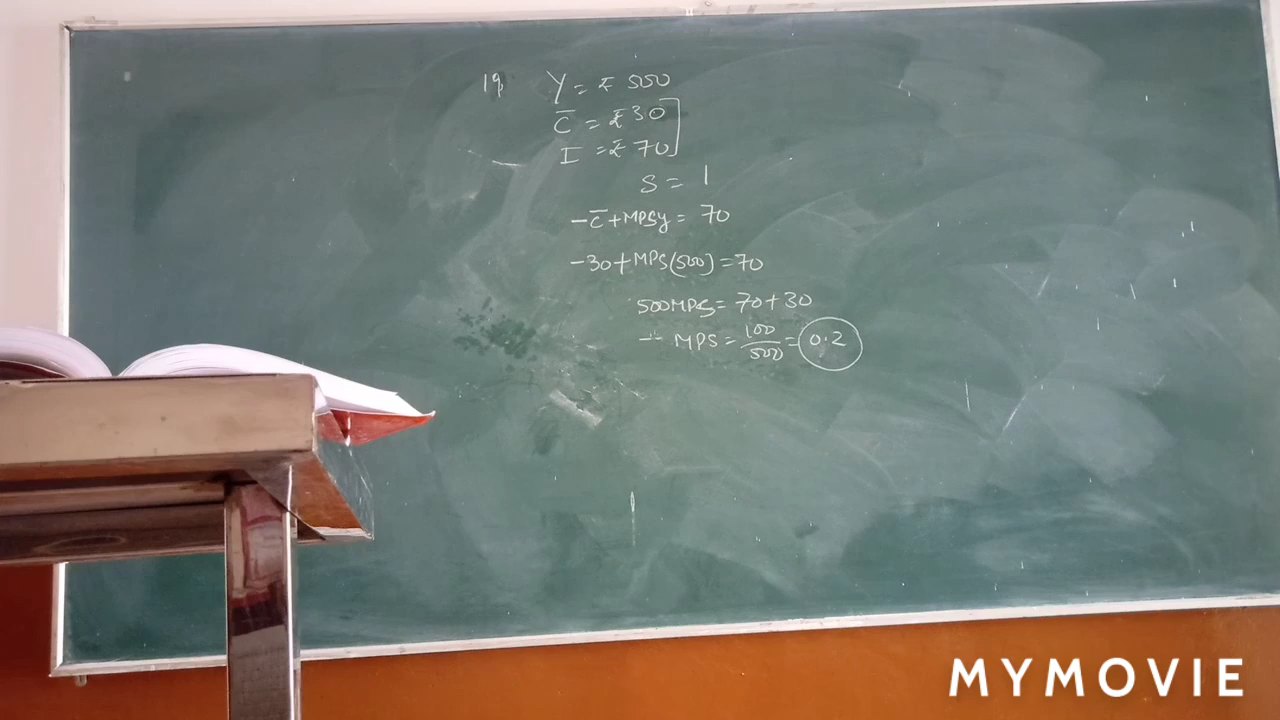 19, Y = ₹ 500
C̅ = ₹30
I = ₹ 70
S = I
-C̅+MPSy = 70
-30+MPS(500) = 70
500MPS = 70+30
∴ MPS = 100/500 = 0.2
MYMOVIE